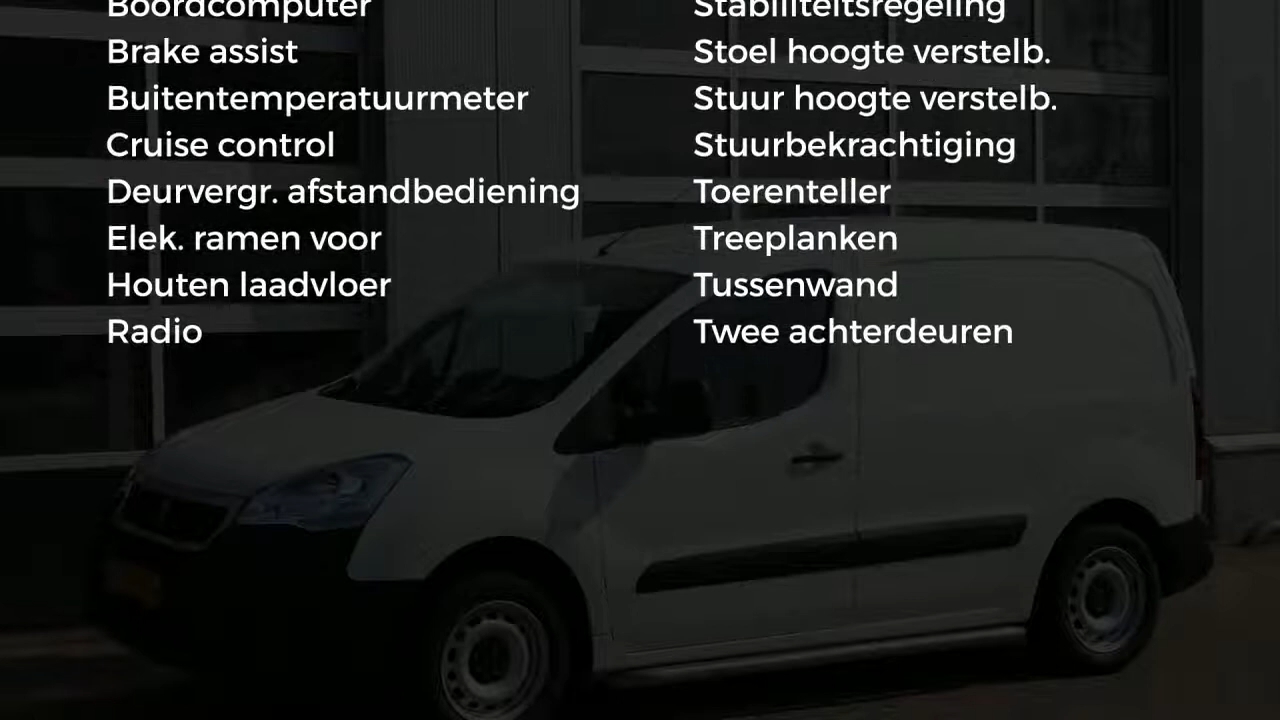 Boordcomputer
Brake assist
Buitentemperatuurmeter
Cruise control
Deurvergr. afstandbediening
Elek. ramen voor
Houten laadvloer
Radio
Stabiliteitsregeling
Stoel hoogte verstelb.
Stuur hoogte verstelb.
Stuurbekrachtiging
Toerenteller
Treeplanken
Tussenwand
Twee achterdeuren